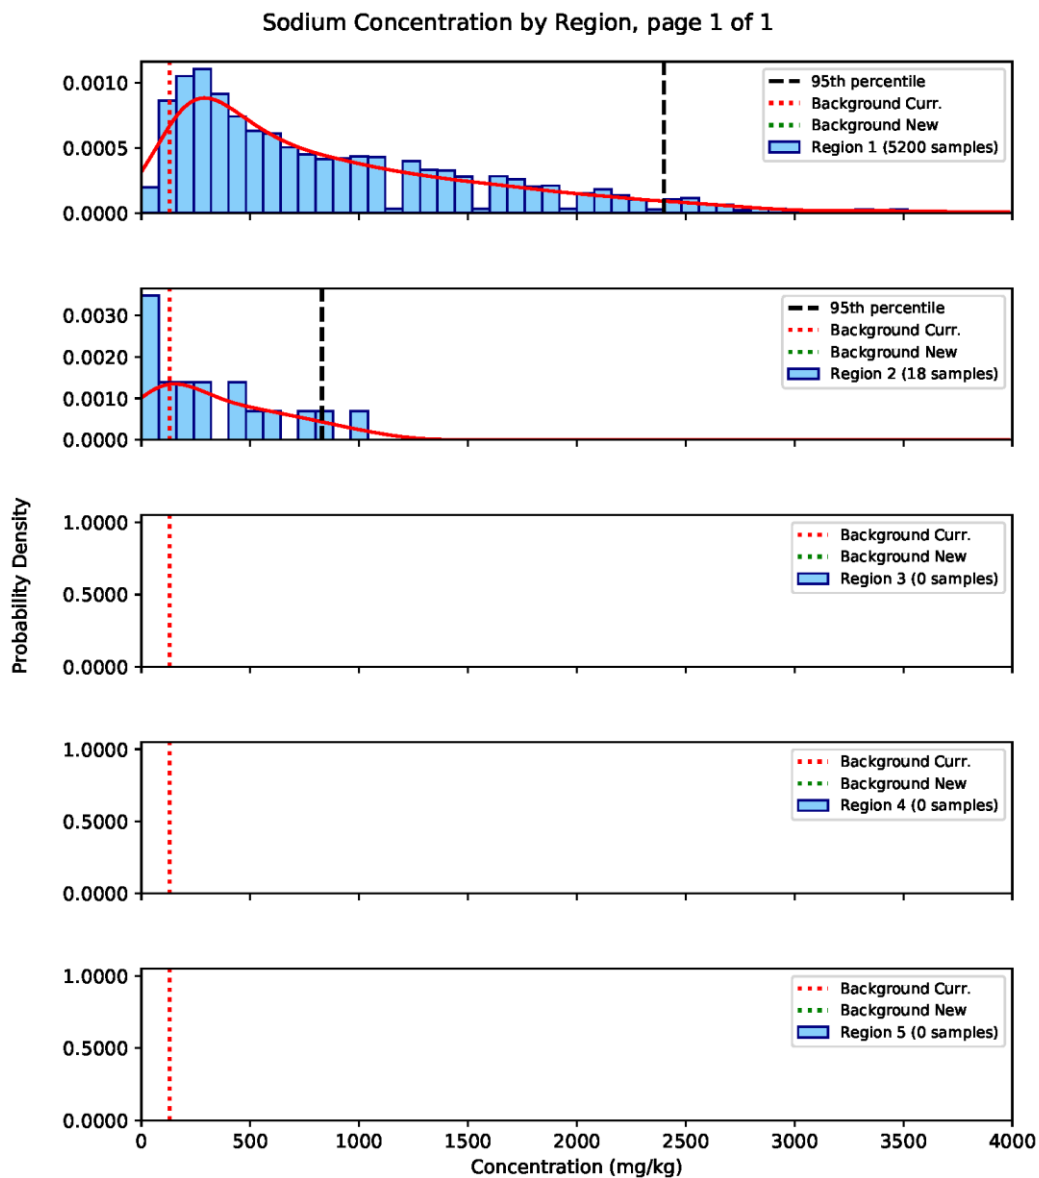 Sodium Concentration by Region, page 1 of 1
0.0010
0.0005
0.0000
95th percentile
Background Curr.
Background New
Region 1 (5200 samples)
0.0030
0.0020
0.0010
0.0000
95th percentile
Background Curr.
Background New
Region 2 (18 samples)
Probability Density
1.0000
0.5000
0.0000
Background Curr.
Background New
Region 3 (0 samples)
1.0000
0.5000
0.0000
Background Curr.
Background New
Region 4 (0 samples)
1.0000
0.5000
0.0000
Background Curr.
Background New
Region 5 (0 samples)
0 500 1000 1500 2000 2500 3000 3500 4000
Concentration (mg/kg)